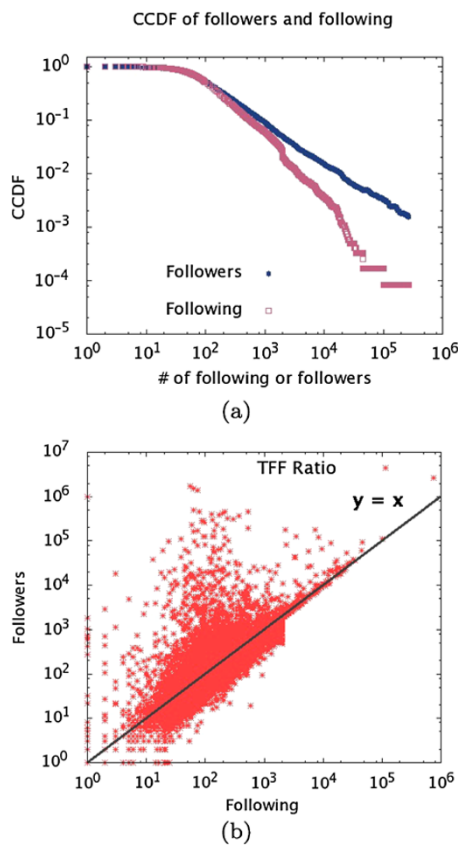 CCDF of followers and following
10^0
10^-1
10^-2
10^-3
10^-4
10^-5
CCDF
Followers
Following
10^0 10^1 10^2 10^3 10^4 10^5 10^6
# of following or followers
(a)
10^7
10^6
10^5
10^4
10^3
10^2
10^1
10^0
Followers
TFF Ratio
y = x
10^0 10^1 10^2 10^3 10^4 10^5 10^6
Following
(b)